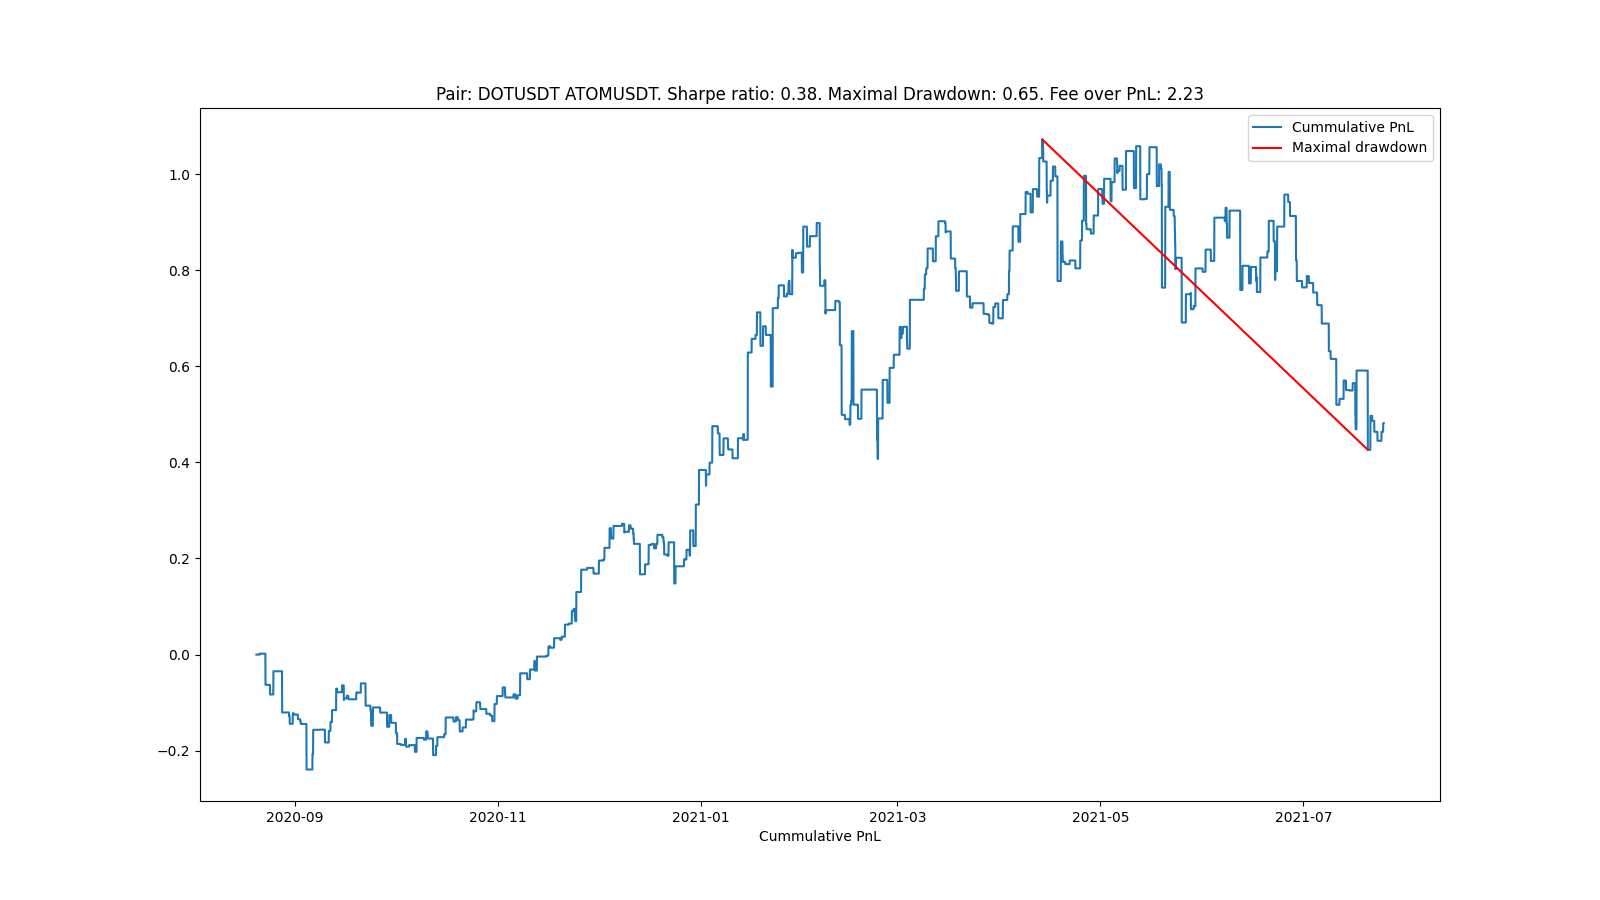 Pair: DOTUSDT ATOMUSDT. Sharpe ratio: 0.38. Maximal Drawdown: 0.65. Fee over PnL: 2.23
Cummulative PnL
Maximal drawdown
1.0
0.8
0.6
0.4
0.2
0.0
−0.2
2020-09 2020-11 2021-01 2021-03 2021-05 2021-07
Cummulative PnL